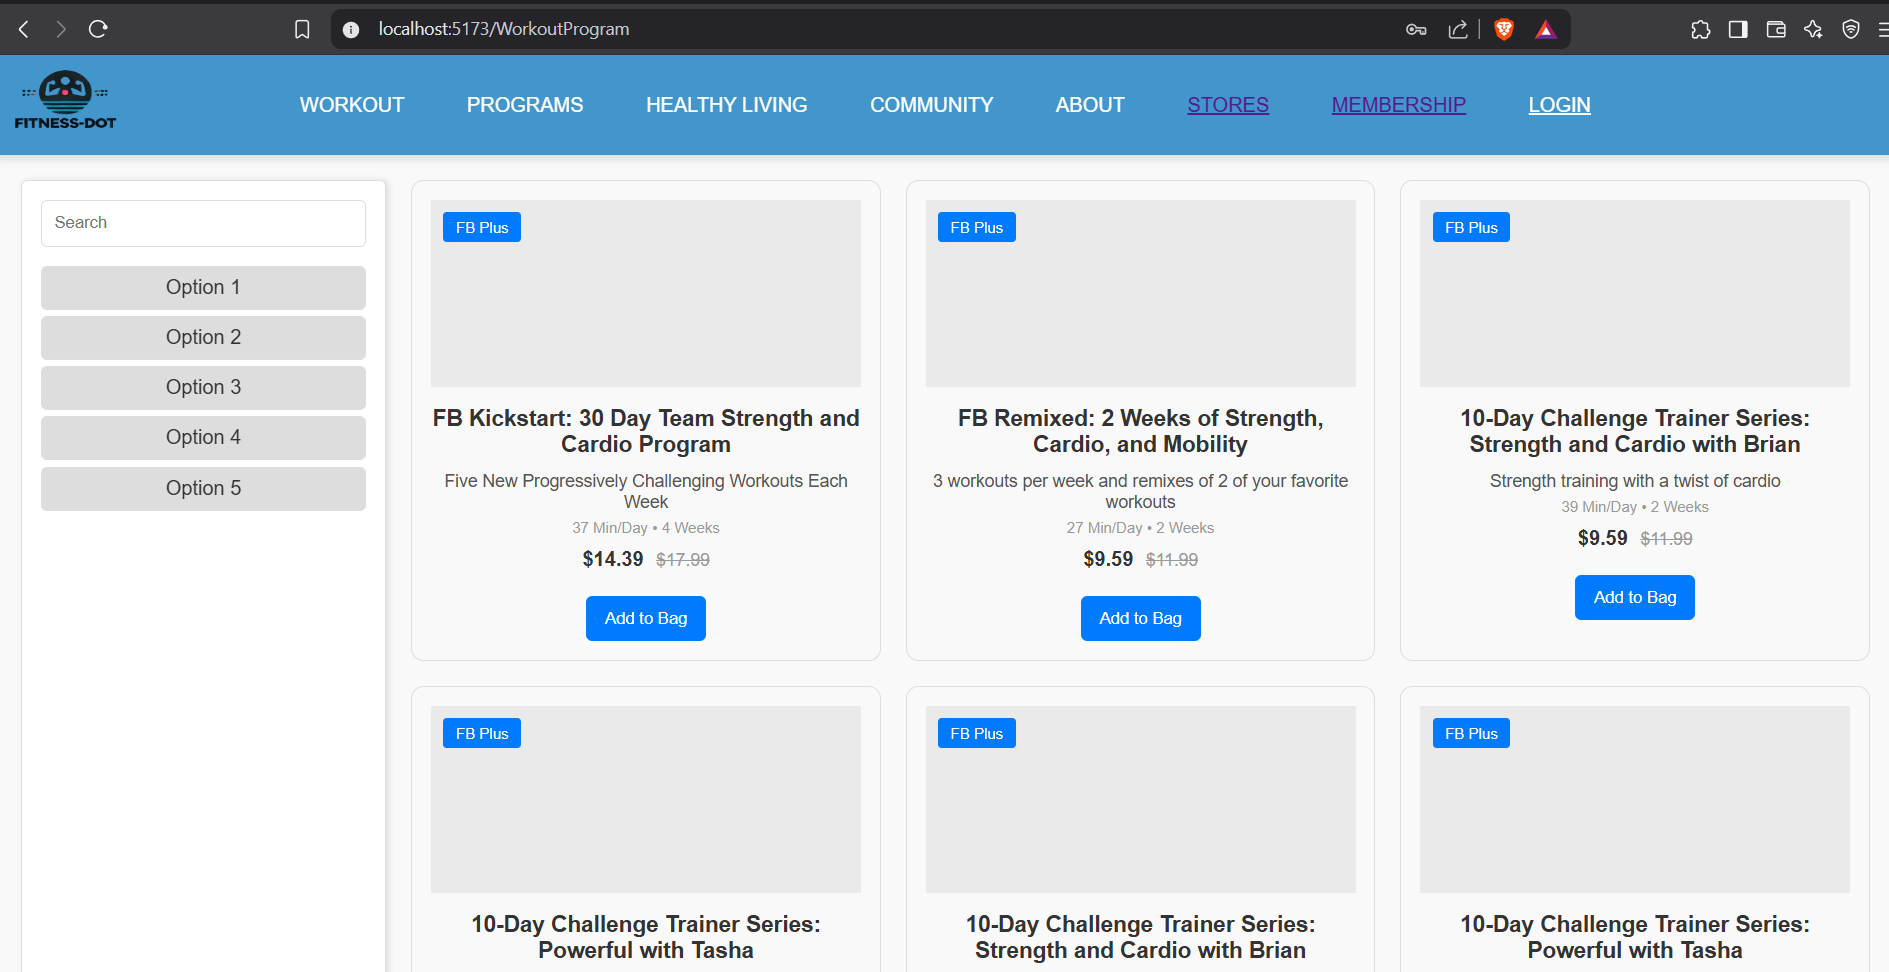 localhost:5173/WorkoutProgram
FITNESS-DOT
WORKOUT PROGRAMS HEALTHY LIVING COMMUNITY ABOUT STORES MEMBERSHIP LOGIN
Search
Option 1
Option 2
Option 3
Option 4
Option 5
FB Plus
FB Kickstart: 30 Day Team Strength and
Cardio Program
Five New Progressively Challenging Workouts Each
Week
37 Min/Day • 4 Weeks
$14.39 $17.99
Add to Bag
FB Plus
FB Remixed: 2 Weeks of Strength,
Cardio, and Mobility
3 workouts per week and remixes of 2 of your favorite
workouts
27 Min/Day • 2 Weeks
$9.59 $11.99
Add to Bag
FB Plus
10-Day Challenge Trainer Series:
Strength and Cardio with Brian
Strength training with a twist of cardio
39 Min/Day • 2 Weeks
$9.59 $11.99
Add to Bag
FB Plus
10-Day Challenge Trainer Series:
Powerful with Tasha
FB Plus
10-Day Challenge Trainer Series:
Strength and Cardio with Brian
FB Plus
10-Day Challenge Trainer Series:
Powerful with Tasha